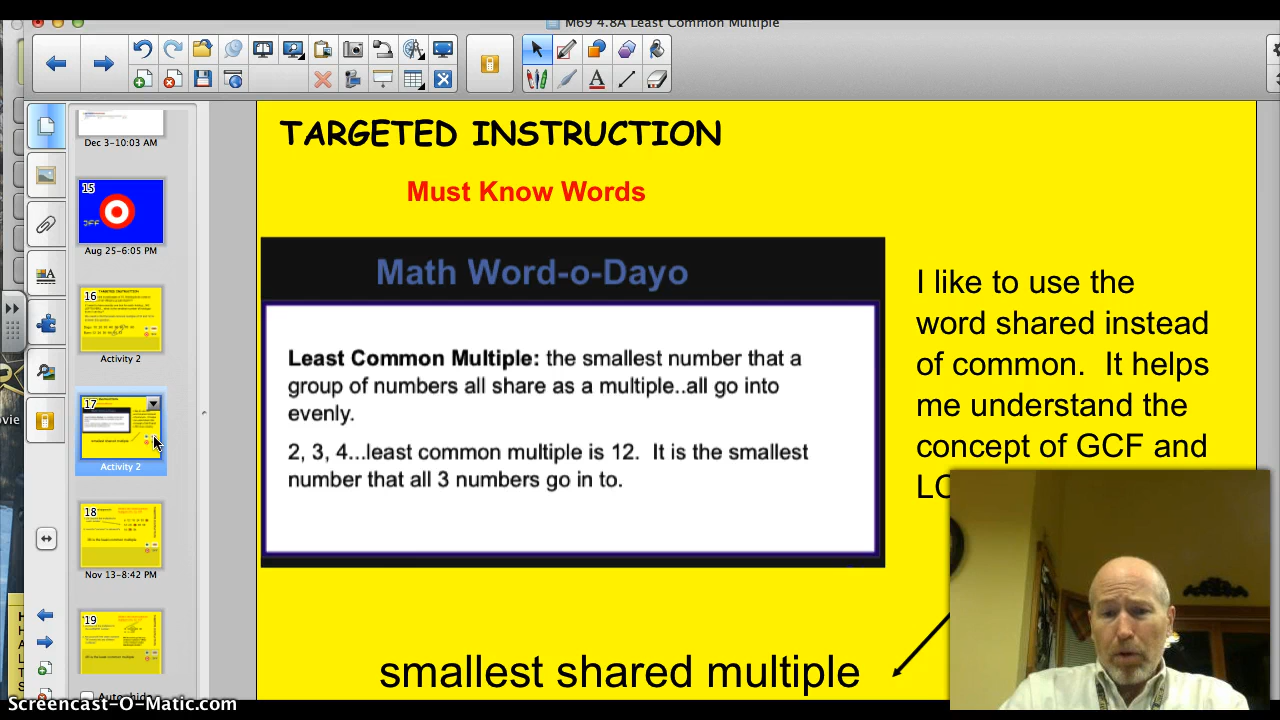 M69 4.8A Least Common Multiple
Dec 3-10:03 AM
15
OFF
Aug 25-6:05 PM
16
Activity 2
17
Activity 2
18
Nov 13-8:42 PM
19
TARGETED INSTRUCTION
Must Know Words
Math Word-o-Dayo
Least Common Multiple: the smallest number that a
group of numbers all share as a multiple..all go into
evenly.
2, 3, 4...least common multiple is 12. It is the smallest
number that all 3 numbers go in to.
I like to use the
word shared instead
of common. It helps
me understand the
concept of GCF and
smallest shared multiple
Screencast-O-Matic.com